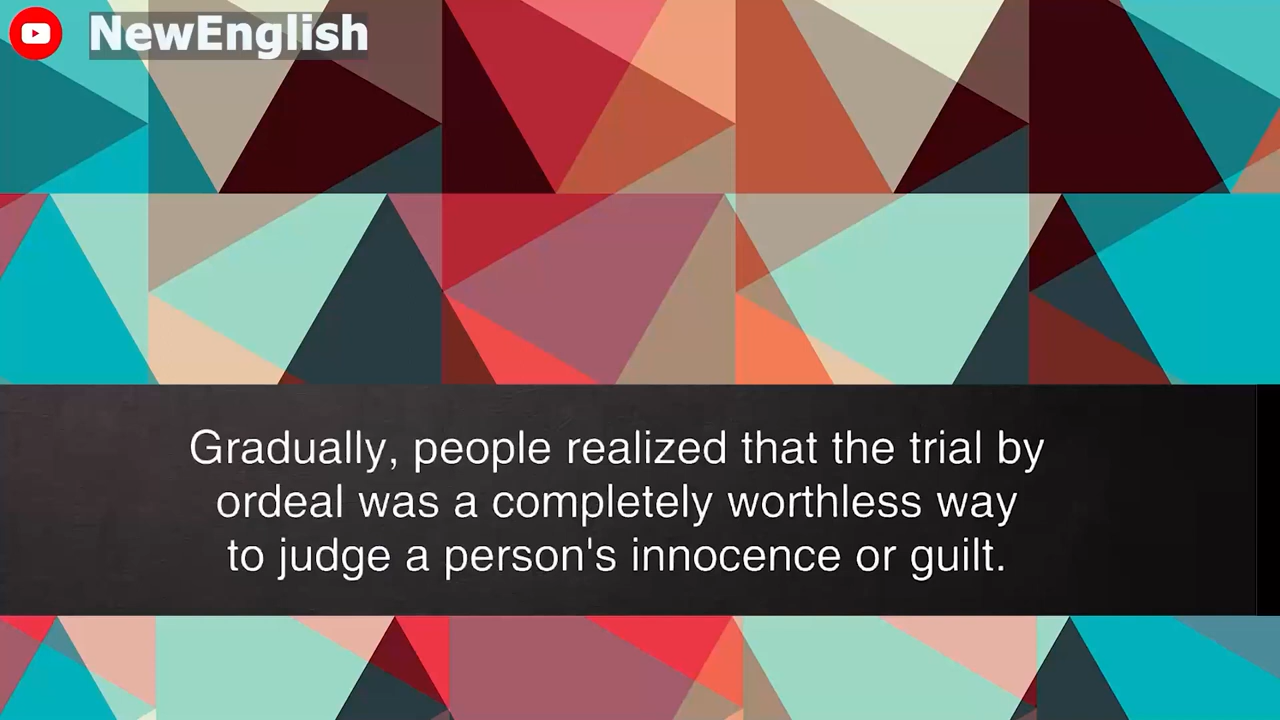 NewEnglish
Gradually, people realized that the trial by
ordeal was a completely worthless way
to judge a person's innocence or guilt.